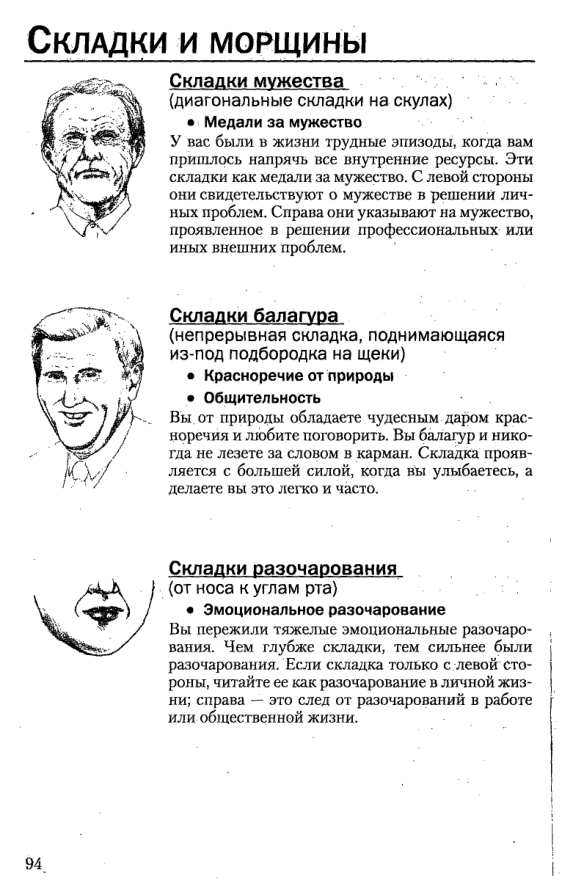 Складки и морщины
Складки мужества
(диагональные складки на скулах)
• Медали за мужество
У вас были в жизни трудные эпизоды, когда вам
пришлось напрячь все внутренние ресурсы. Эти
складки как медали за мужество. С левой стороны
они свидетельствуют о мужестве в решении лич-
ных проблем. Справа они указывают на мужество,
проявленное в решении профессиональных или
иных внешних проблем.
Складки балагура
(непрерывная складка, поднимающаяся
из-под подбородка на щеки)
• Красноречие от природы
• Общительность
Вы от природы обладаете чудесным даром крас-
норечия и любите поговорить. Вы балагур и нико-
гда не лезете за словом в карман. Складка прояв-
ляется с большей силой, когда вы улыбаетесь, а
делаете вы это легко и часто.
Складки разочарования
(от носа к углам рта)
• Эмоциональное разочарование
Вы пережили тяжелые эмоциональные разочаро-
вания. Чем глубже складки, тем сильнее были
разочарования. Если складка только с левой сто-
роны, читайте ее как разочарование в личной жиз-
ни; справа — это след от разочарований в работе
или общественной жизни.
94